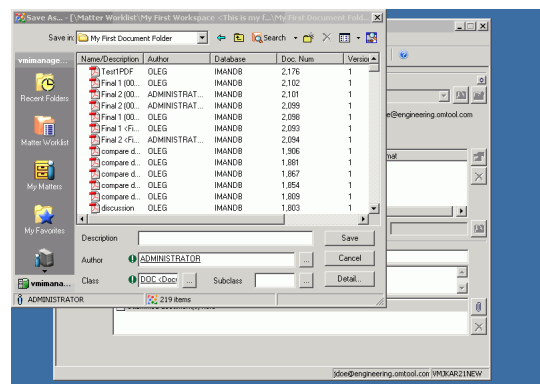 Save As... - [\Matter Worklist\My First Workspace <This is my f...\My First Document Fold...
Save in: My First Document Folder Search
vmimanage...
Recent Folders
Matter Worklist
My Matters
My Favorites
vmimana...
Name/Description Author Database Doc. Num Version
Test1PDF OLEG IMANDB 2,176 1
Final 1 (00... OLEG IMANDB 2,102 1
Final 2 (00... ADMINISTRAT... IMANDB 2,101 1
Final 2 (00... OLEG IMANDB 2,099 1
Final 1 (00... OLEG IMANDB 2,098 1
Final 1 <Fi... OLEG IMANDB 2,093 1
Final 2 <Fi... ADMINISTRAT... IMANDB 2,094 1
compare d... OLEG IMANDB 1,906 1
compare d... OLEG IMANDB 1,881 1
compare d... OLEG IMANDB 1,867 1
compare d... OLEG IMANDB 1,854 1
compare d... OLEG IMANDB 1,809 1
discussion OLEG IMANDB 1,803 1
Description Save
Author ADMINISTRATOR ... Cancel
Class DOC <Docu ... Subclass ... Detail...
ADMINISTRATOR 219 items
e@engineering.omtool.com
mat
jdoe@engineering.omtool.com VMJKAR21NEW